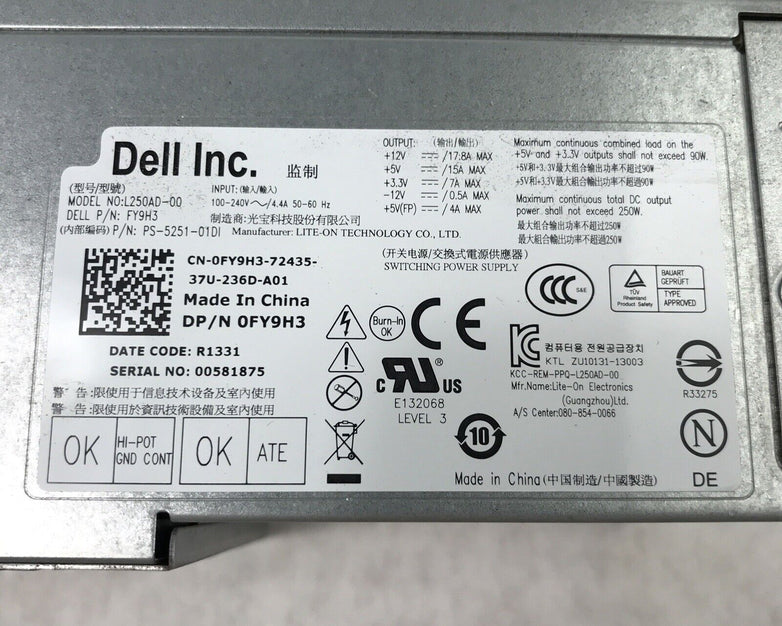 Dell Inc. 监制
(型号/型號)
MODEL NO:L250AD-00
DELL P/N: FY9H3
(内部編码) P/N: PS-5251-01DI
INPUT: (输入/輸入)
100-240V~/4.4A 50-60 Hz
制造商:光宝科技股份有限公司
Manufacturer: LITE-ON TECHNOLOGY CO., LTD.
OUTPUT: (输出/輸出)
+12V /17.8A MAX
+5V /15A MAX
+3.3V / 7A MAX
-12V / 0.5A MAX
+5V(FP) / 4A MAX
Maximum continuous combined load on the
+5V and +3.3V outputs shall not exceed 90W.
+5V和+3.3V最大组合输出功率不超过90W
+5V和+3.3V最大組合輸出功率不超過90W
Maximum continuous total DC output
power shall not exceed 250W.
最大组合输出功率不超过250W
最大組合輸出功率不超過250W
(开关电源/交換式電源供應器)
SWITCHING POWER SUPPLY
CN-0FY9H3-72435-
37U-236D-A01
Made In China
DP/N 0FY9H3
DATE CODE: R1331
SERIAL NO: 00581875
警 告:限使用于信息技术设备及室内使用
警 告:限使用於資訊技術設備及室內使用
OK
HI-POT
GND CONT
OK
ATE
Burn-In
OK
CE
c RU ® US
E132068
LEVEL 3
CCC S&E
TÜV
Rheinland
Product Safety
BAUART
GEPRÜFT
TYPE
APPROVED
컴퓨터용 전원공급장치
KTL ZU10131-13003
KCC-REM-PPQ-L250AD-00
Mfr.Name:Lite-On Electronics
(Guangzhou)Ltd.
A/S Center:080-854-0066
R33275
10
N
Made in China(中国制造/中國製造)
DE